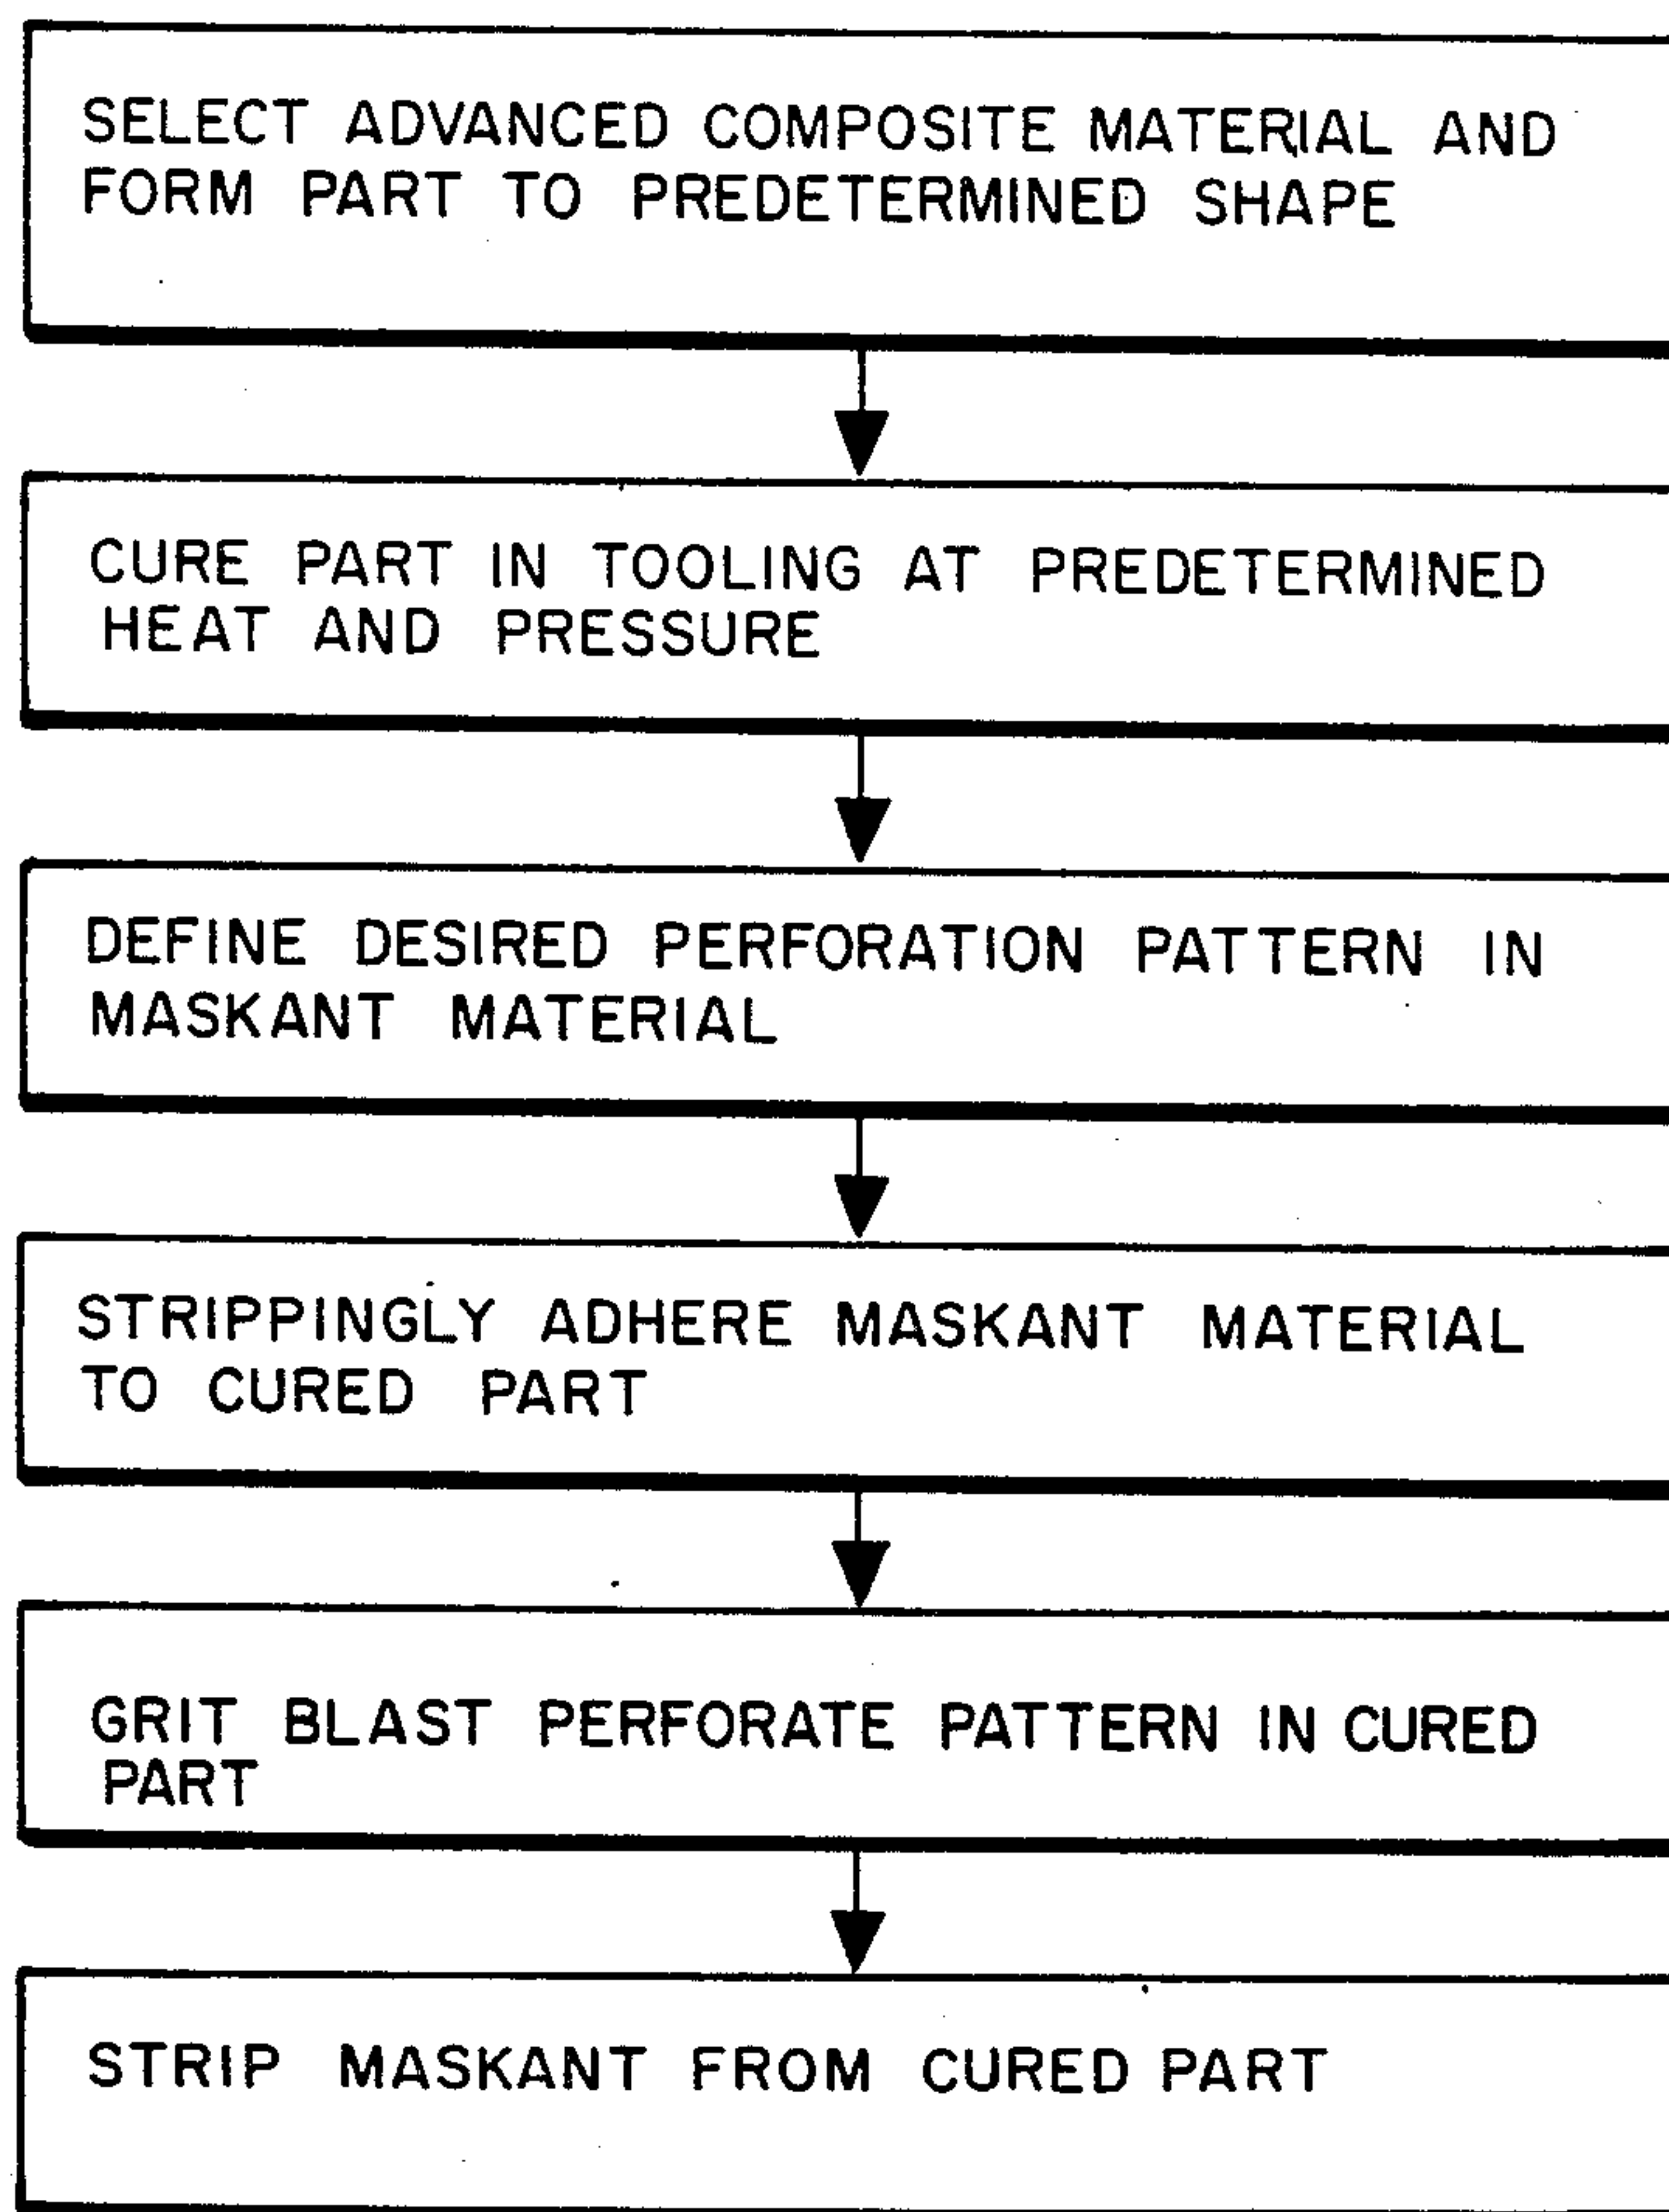 SELECT ADVANCED COMPOSITE MATERIAL AND
FORM PART TO PREDETERMINED SHAPE
CURE PART IN TOOLING AT PREDETERMINED
HEAT AND PRESSURE
DEFINE DESIRED PERFORATION PATTERN IN
MASKANT MATERIAL
STRIPPINGLY ADHERE MASKANT MATERIAL
TO CURED PART
GRIT BLAST PERFORATE PATTERN IN CURED
PART
STRIP MASKANT FROM CURED PART